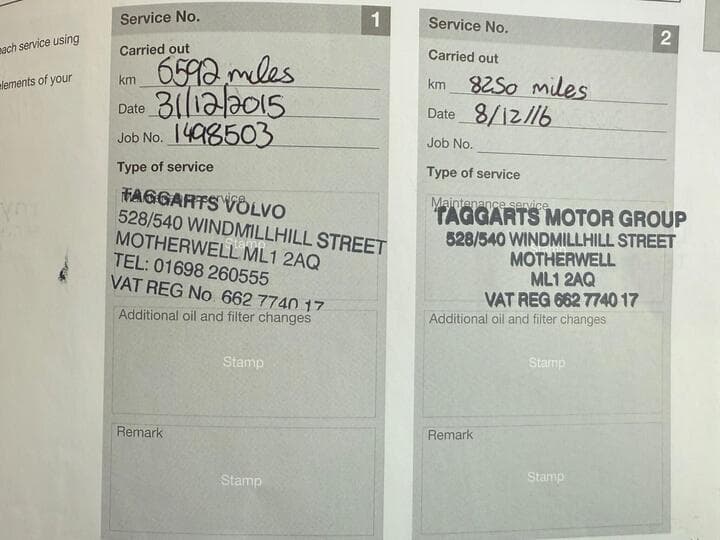 each service using
elements of your
Service No. 1
Carried out
km 6592 miles
Date 31/12/2015
Job No. 1498503
Type of service
Maintenance service
TAGGARTS VOLVO
528/540 WINDMILLHILL STREET
MOTHERWELL ML1 2AQ
TEL: 01698 260555
VAT REG No. 662 7740 17
Stamp
Additional oil and filter changes
Stamp
Remark
Stamp
Service No. 2
Carried out
km 8250 miles
Date 8/12/16
Job No.
Type of service
Maintenance service
TAGGARTS MOTOR GROUP
528/540 WINDMILLHILL STREET
MOTHERWELL
ML1 2AQ
VAT REG 662 7740 17
Additional oil and filter changes
Stamp
Remark
Stamp